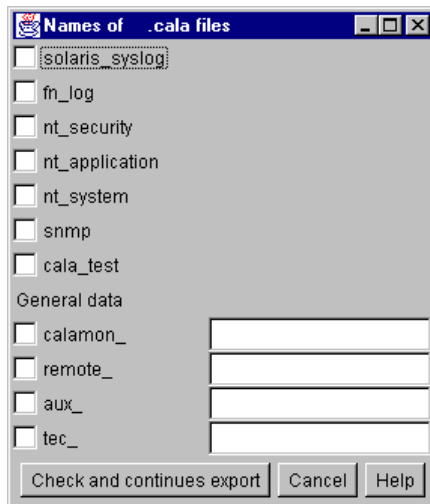 Names of .cala files
solaris_syslog
fn_log
nt_security
nt_application
nt_system
snmp
cala_test
General data
calamon_
remote_
aux_
tec_
Check and continues export Cancel Help